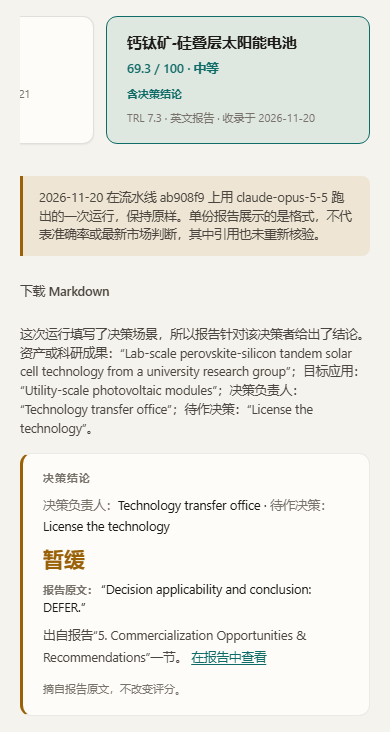 21
钙钛矿-硅叠层太阳能电池
69.3 / 100 · 中等
含决策结论
TRL 7.3 · 英文报告 · 收录于 2026-11-20
2026-11-20 在流水线 ab908f9 上用 claude-opus-5-5 跑
出的一次运行，保持原样。单份报告展示的是格式，不代
表准确率或最新市场判断，其中引用也未重新核验。
下载 Markdown
这次运行填写了决策场景，所以报告针对该决策者给出了结论。
资产或科研成果：“Lab-scale perovskite-silicon tandem solar
cell technology from a university research group”；目标应用：
“Utility-scale photovoltaic modules”；决策负责人：
“Technology transfer office”；待作决策：“License the
technology”。
决策结论
决策负责人：Technology transfer office · 待作决策：
License the technology
暂缓
报告原文：“Decision applicability and conclusion:
DEFER.”
出自报告“5. Commercialization Opportunities &
Recommendations”一节。 在报告中查看
摘自报告原文，不改变评分。